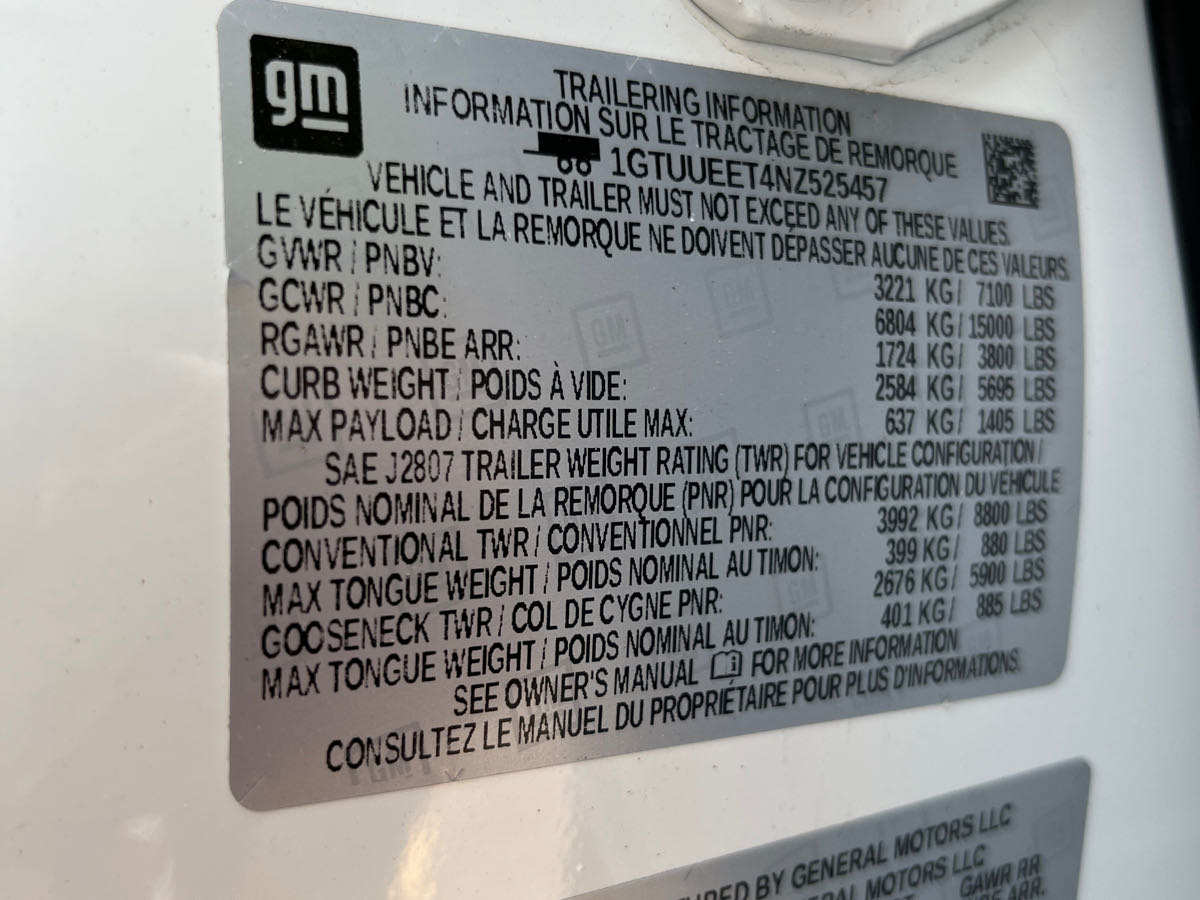 gm
TRAILERING INFORMATION
INFORMATION SUR LE TRACTAGE DE REMORQUE
1GTUUEET4NZ525457
VEHICLE AND TRAILER MUST NOT EXCEED ANY OF THESE VALUES.
LE VÉHICULE ET LA REMORQUE NE DOIVENT DÉPASSER AUCUNE DE CES VALEURS.
GVWR / PNBV: 3221 KG/ 7100 LBS
GCWR / PNBC: 6804 KG/ 15000 LBS
RGAWR / PNBE ARR: 1724 KG/ 3800 LBS
CURB WEIGHT / POIDS À VIDE: 2584 KG/ 5695 LBS
MAX PAYLOAD / CHARGE UTILE MAX: 637 KG/ 1405 LBS
SAE J2807 TRAILER WEIGHT RATING (TWR) FOR VEHICLE CONFIGURATION /
POIDS NOMINAL DE LA REMORQUE (PNR) POUR LA CONFIGURATION DU VÉHICULE
CONVENTIONAL TWR / CONVENTIONNEL PNR: 3992 KG/ 8800 LBS
MAX TONGUE WEIGHT / POIDS NOMINAL AU TIMON: 399 KG/ 880 LBS
GOOSENECK TWR / COL DE CYGNE PNR: 2676 KG/ 5900 LBS
MAX TONGUE WEIGHT / POIDS NOMINAL AU TIMON: 401 KG/ 885 LBS
SEE OWNER'S MANUAL FOR MORE INFORMATION
CONSULTEZ LE MANUEL DU PROPRIÉTAIRE POUR PLUS D'INFORMATIONS.
BY GENERAL MOTORS LLC
MOTORS LLC
GAWR RR
ARR.